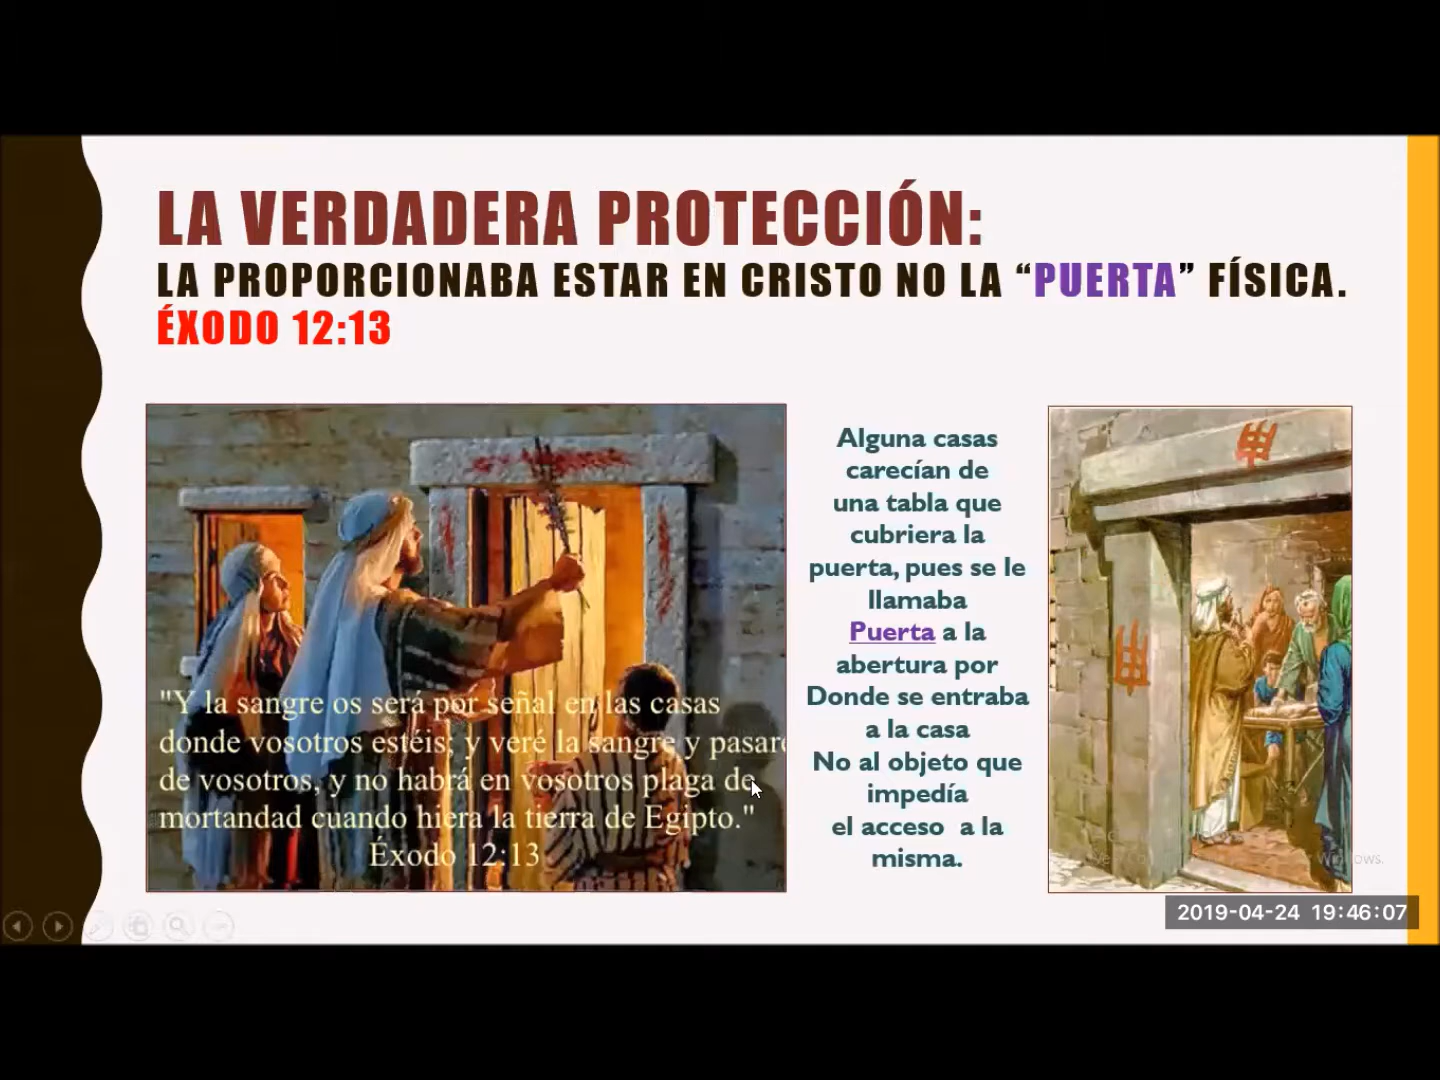 LA VERDADERA PROTECCIÓN:
LA PROPORCIONABA ESTAR EN CRISTO NO LA “PUERTA” FÍSICA.
ÉXODO 12:13
"Y la sangre os será por señal en las casas
donde vosotros estéis; y veré la sangre y pasaré
de vosotros, y no habrá en vosotros plaga de
mortandad cuando hiera la tierra de Egipto."
Éxodo 12:13
Alguna casas
carecían de
una tabla que
cubriera la
puerta, pues se le
llamaba
Puerta a la
abertura por
Donde se entraba
a la casa
No al objeto que
impedía
el acceso a la
misma.
2019-04-24 19:46:07